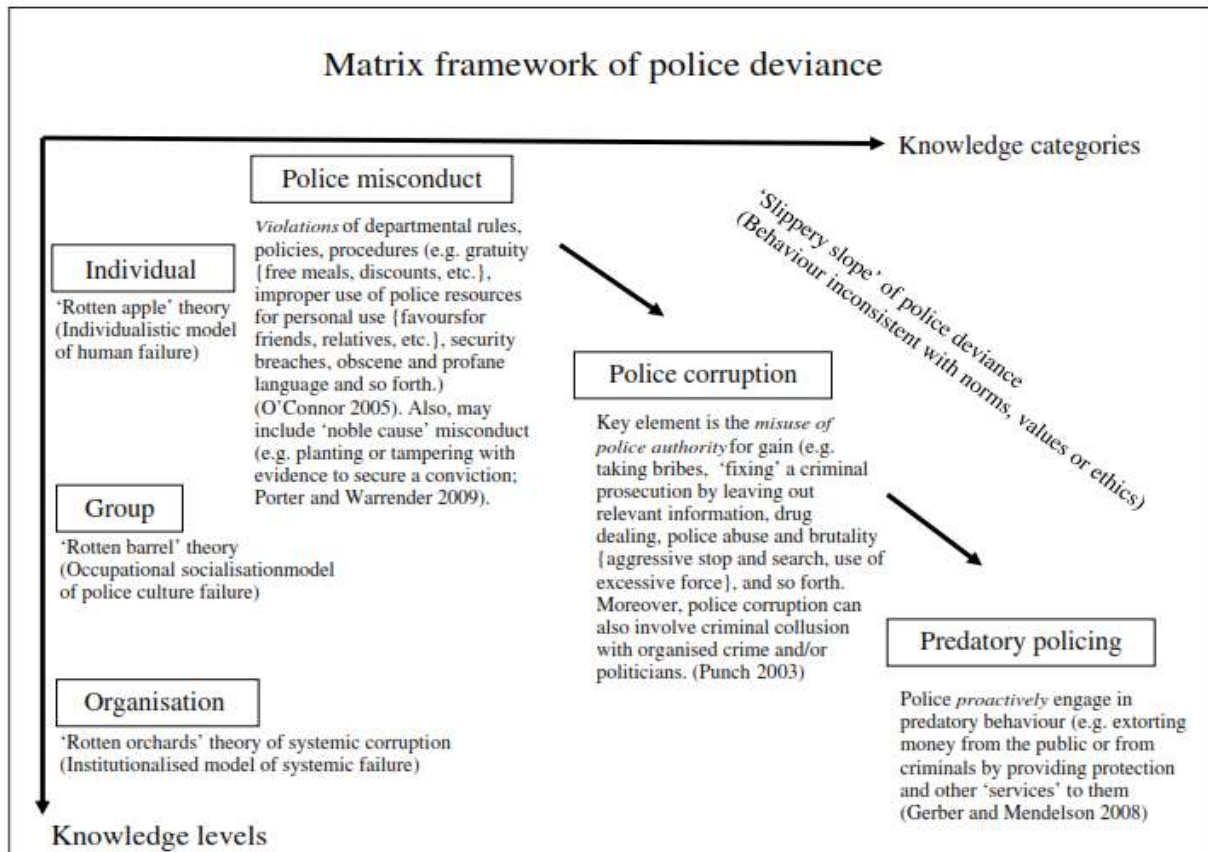 Matrix framework of police deviance
Knowledge categories
Police misconduct
Violations of departmental rules,
policies, procedures (e.g. gratuity
{free meals, discounts, etc.},
improper use of police resources
for personal use {favoursfor
friends, relatives, etc.}, security
breaches, obscene and profane
language and so forth.)
(O’Connor 2005). Also, may
include ‘noble cause’ misconduct
(e.g. planting or tampering with
evidence to secure a conviction;
Porter and Warrender 2009).
‘Slippery slope’ of police deviance
(Behaviour inconsistent with norms, values or ethics)
Individual
‘Rotten apple’ theory
(Individualistic model
of human failure)
Police corruption
Key element is the misuse of
police authority for gain (e.g.
taking bribes, ‘fixing’ a criminal
prosecution by leaving out
relevant information, drug
dealing, police abuse and brutality
{aggressive stop and search, use of
excessive force}, and so forth.
Moreover, police corruption can
also involve criminal collusion
with organised crime and/or
politicians. (Punch 2003)
Group
‘Rotten barrel’ theory
(Occupational socialisationmodel
of police culture failure)
Predatory policing
Police proactively engage in
predatory behaviour (e.g. extorting
money from the public or from
criminals by providing protection
and other ‘services’ to them
(Gerber and Mendelson 2008)
Organisation
‘Rotten orchards’ theory of systemic corruption
(Institutionalised model of systemic failure)
Knowledge levels